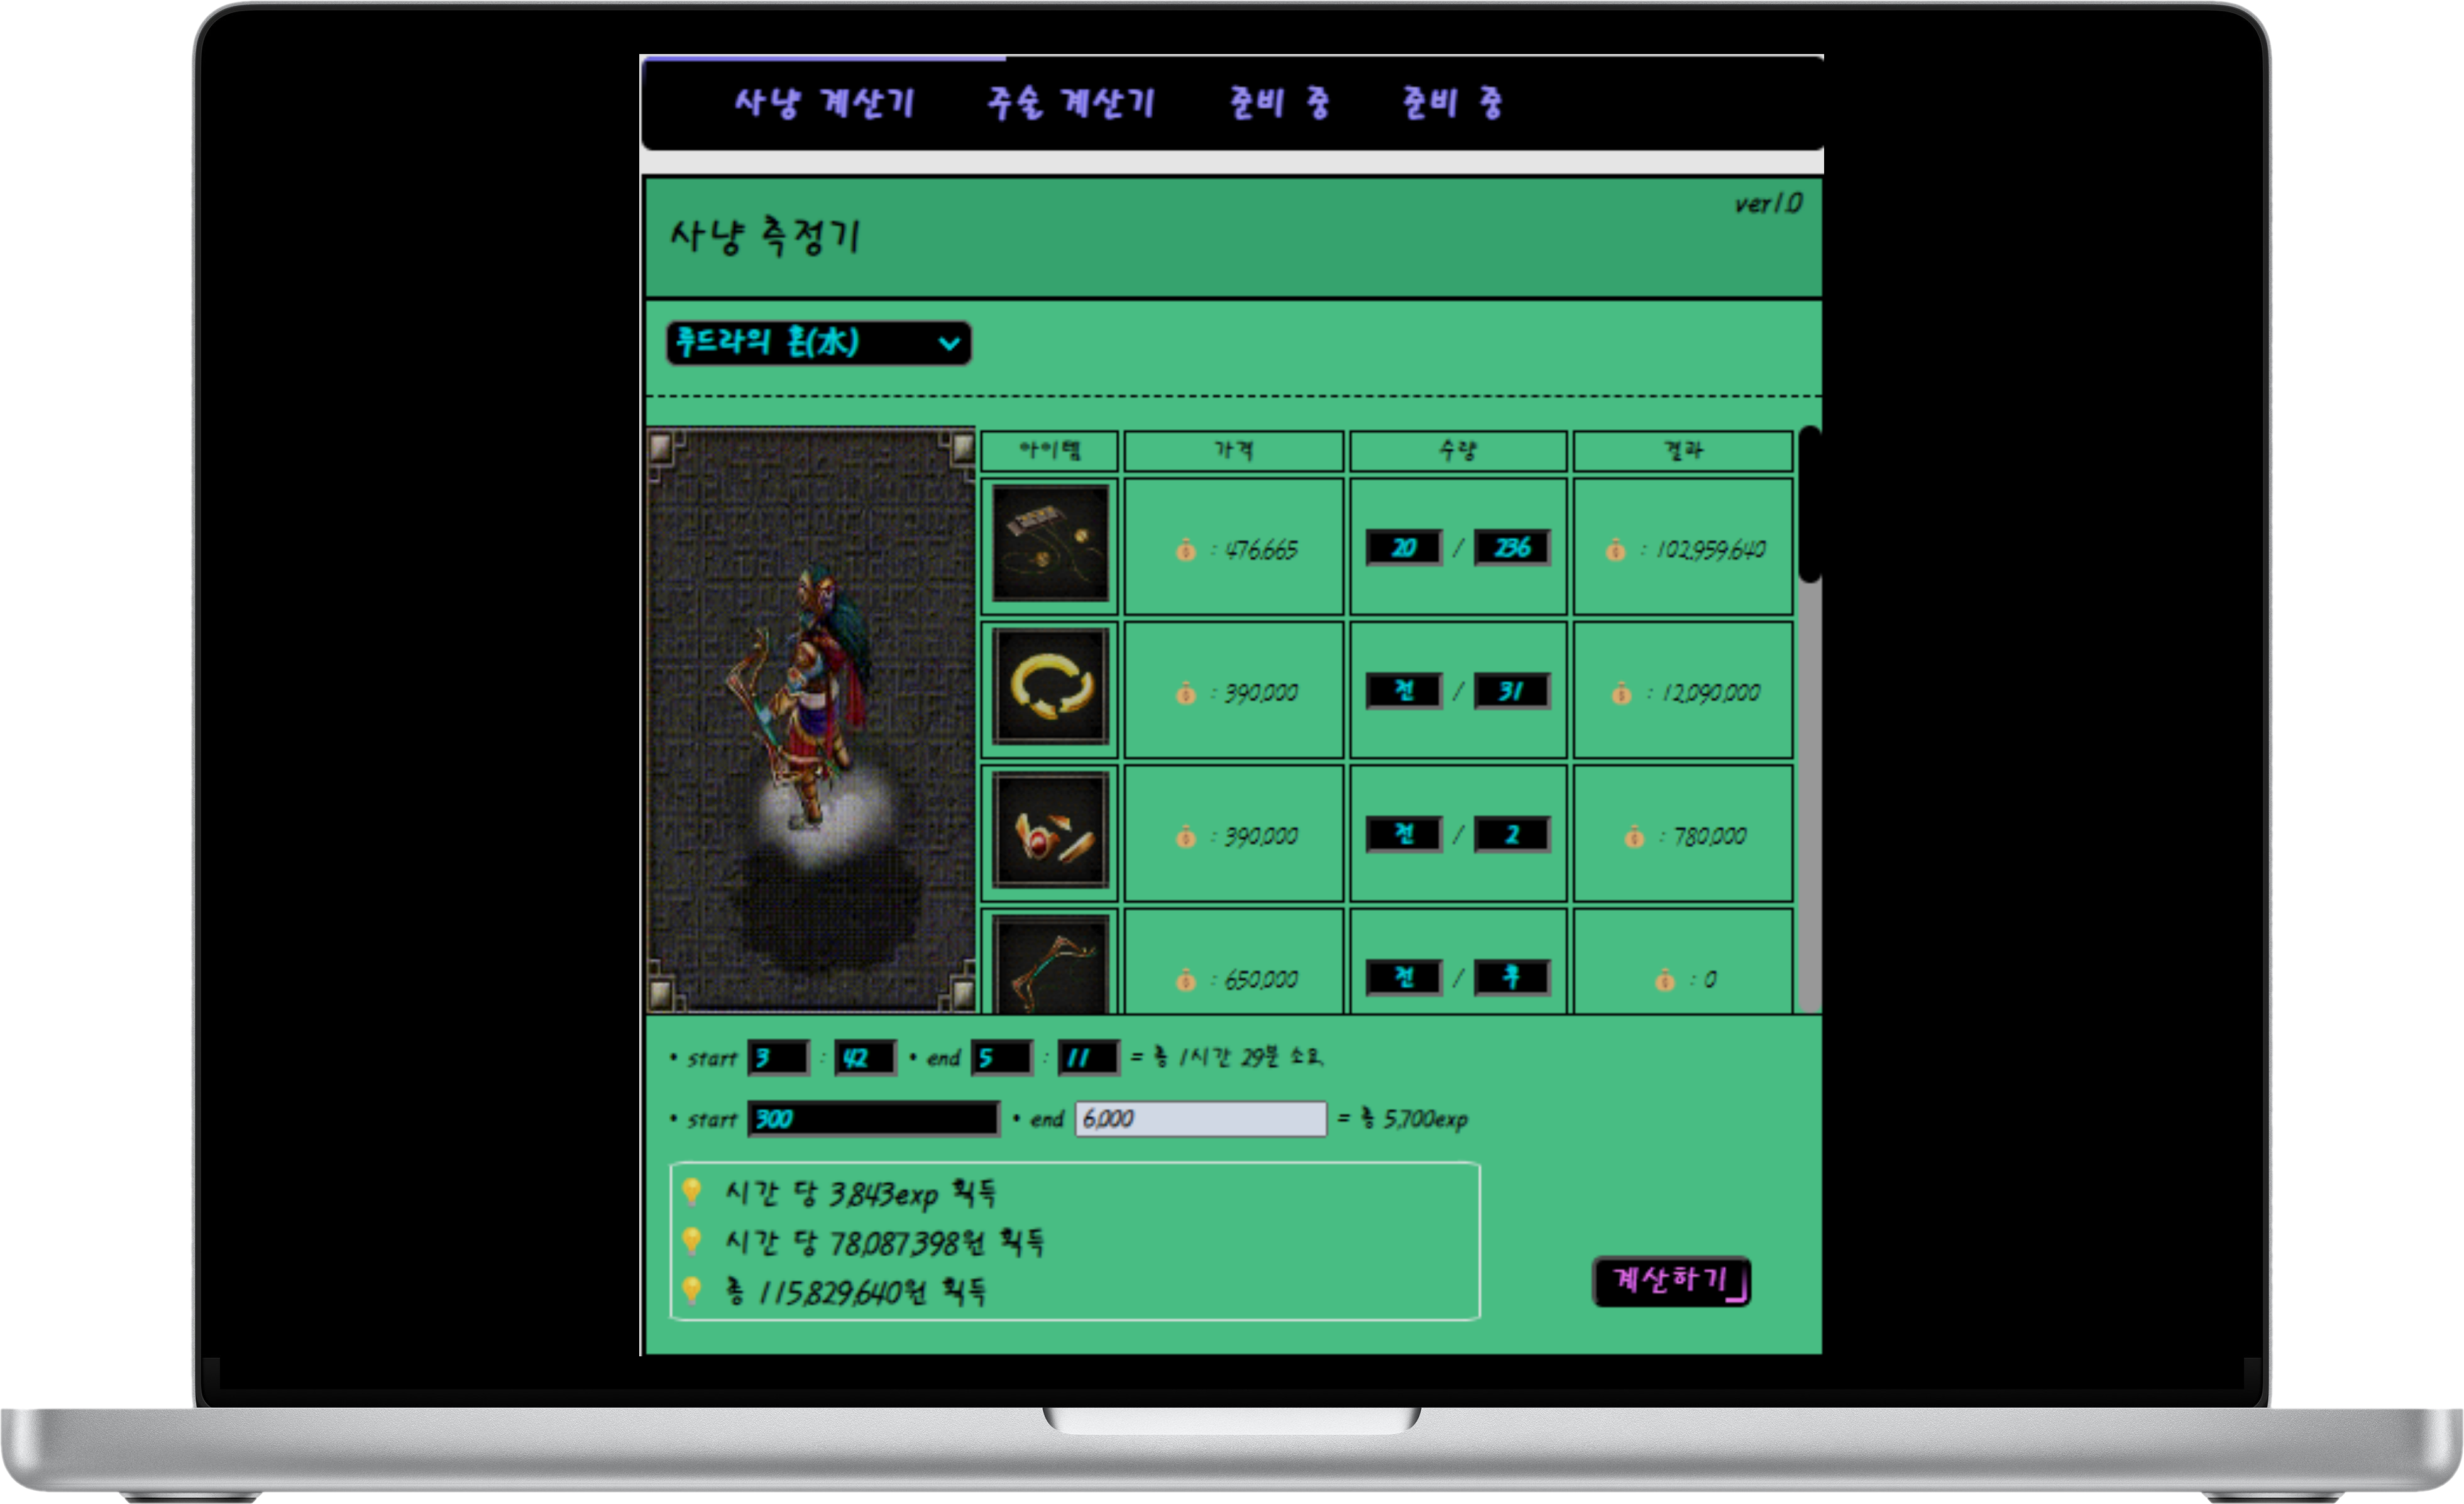 사냥 계산기 주술 계산기 준비 중 준비 중
ver1.0
사냥 측정기
루드라의 혼(水)
아이템 가격 수량 결과
: 476,665 20 / 236 : 102,959,640
: 390,000 전 / 31 : 12,090,000
: 390,000 전 / 2 : 780,000
: 650,000 전 / 후 : 0
• start 3 : 42 • end 5 : 11 = 총 1시간 29분 소요.
• start 300 • end 6,000 = 총 5,700exp
시간 당 3,843exp 획득
시간 당 78,087,398원 획득
총 115,829,640원 획득
계산하기